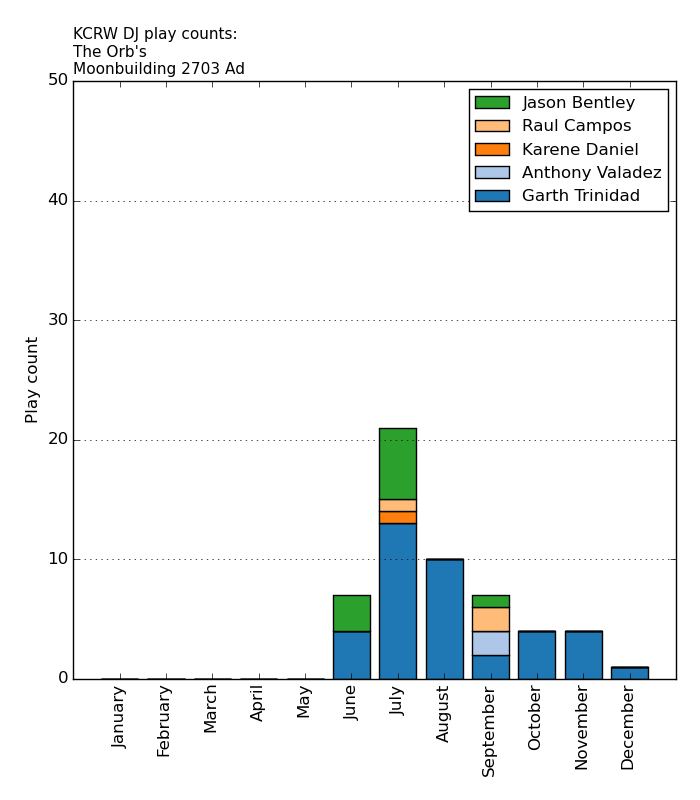 KCRW DJ play counts:
The Orb's
Moonbuilding 2703 Ad
50
40
30
20
10
0
Play count
Jason Bentley
Raul Campos
Karene Daniel
Anthony Valadez
Garth Trinidad
January
February
March
April
May
June
July
August
September
October
November
December